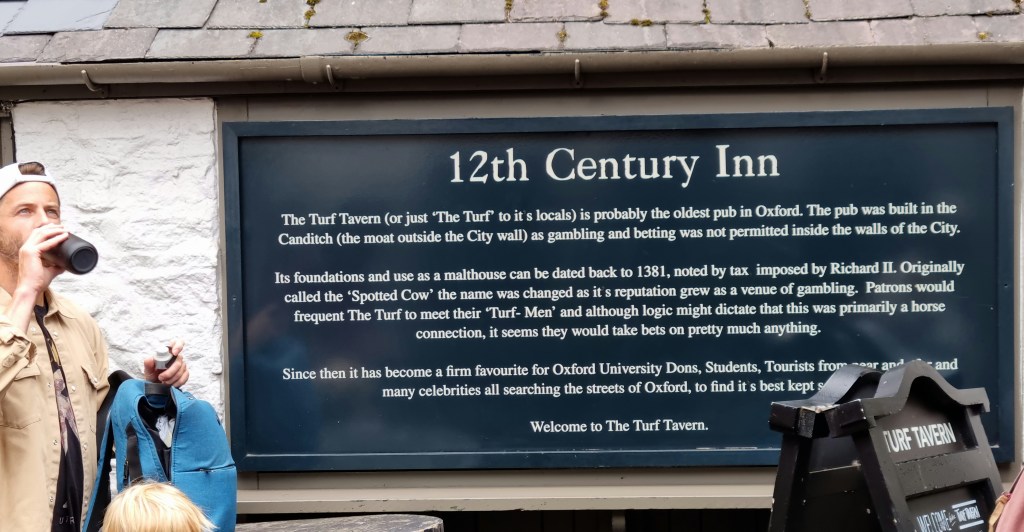 12th Century Inn
The Turf Tavern (or just ‘The Turf’ to it s locals) is probably the oldest pub in Oxford. The pub was built in the
Canditch (the moat outside the City wall) as gambling and betting was not permitted inside the walls of the City.
Its foundations and use as a malthouse can be dated back to 1381, noted by tax imposed by Richard II. Originally
called the ‘Spotted Cow’ the name was changed as it s reputation grew as a venue of gambling. Patrons would
frequent The Turf to meet their ‘Turf- Men’ and although logic might dictate that this was primarily a horse
connection, it seems they would take bets on pretty much anything.
Since then it has become a firm favourite for Oxford University Dons, Students, Tourists from near and and
many celebrities all searching the streets of Oxford, to find it s best kept
Welcome to The Turf Tavern.
TURF TAVERN
WELCOME